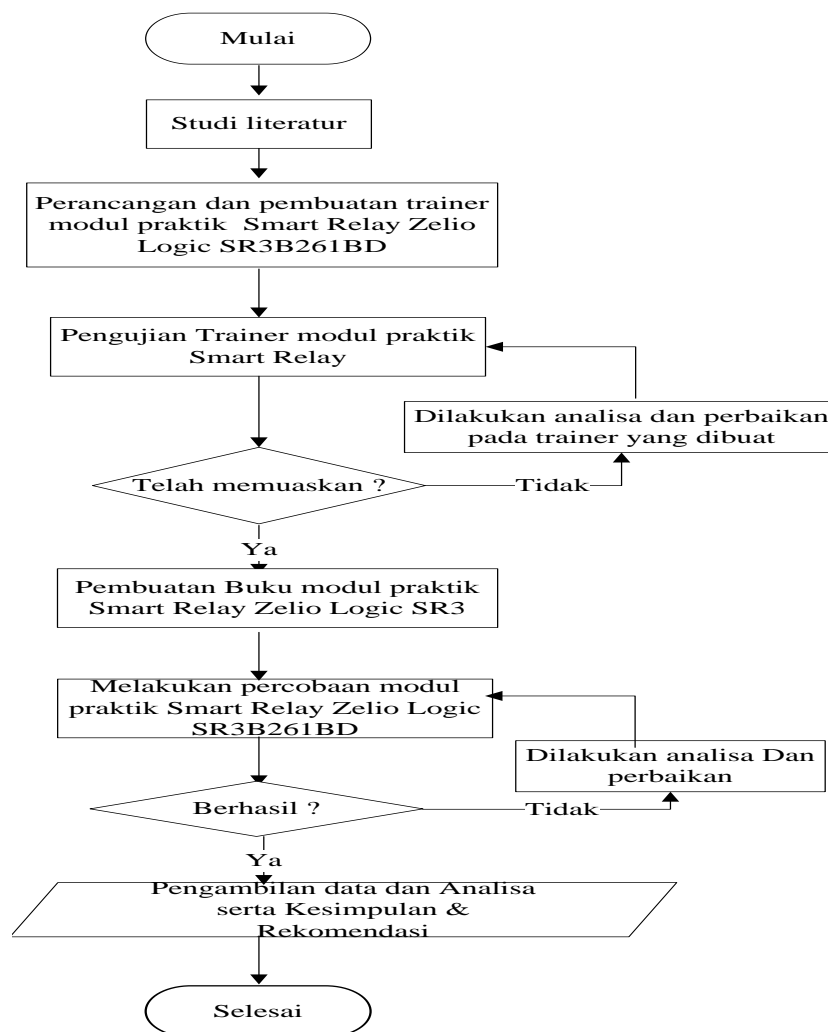 Mulai
Studi literatur
Perancangan dan pembuatan trainer
modul praktik Smart Relay Zelio
Logic SR3B261BD
Pengujian Trainer modul praktik
Smart Relay
Dilakukan analisa dan perbaikan
pada trainer yang dibuat
Telah memuaskan ?
Tidak
Ya
Pembuatan Buku modul praktik
Smart Relay Zelio Logic SR3
Melakukan percobaan modul
praktik Smart Relay Zelio Logic
SR3B261BD
Dilakukan analisa Dan
perbaikan
Berhasil ?
Tidak
Ya
Pengambilan data dan Analisa
serta Kesimpulan &
Rekomendasi
Selesai